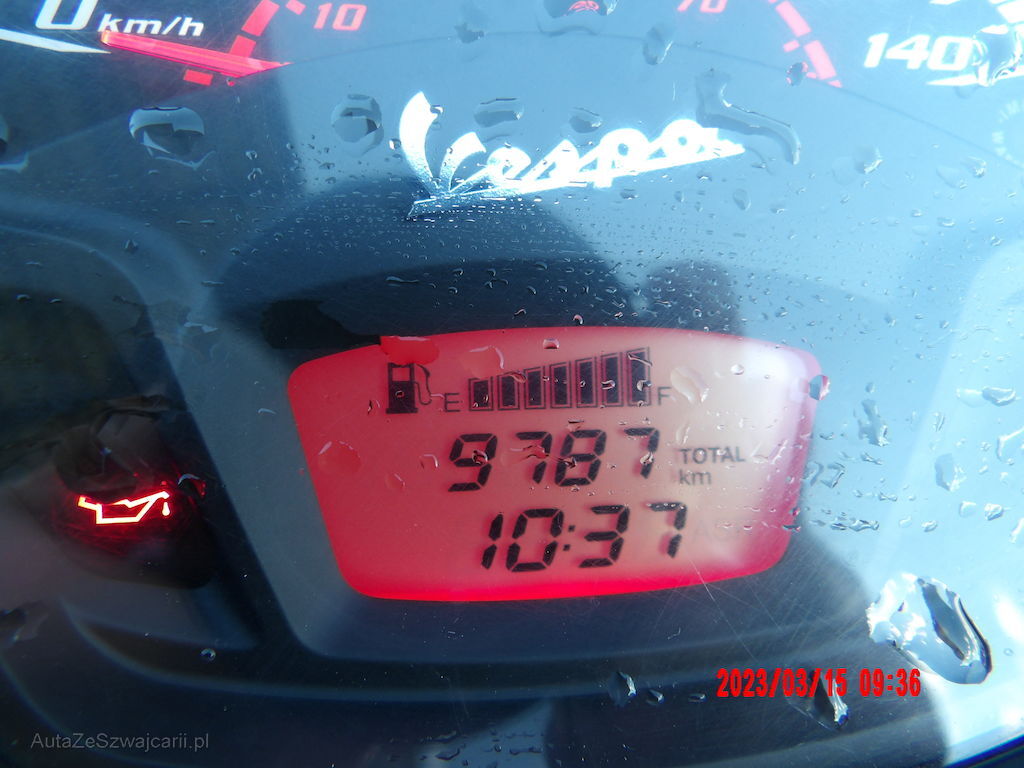 0 km/h 10 70 140
Vespa
E F
9787 TOTAL km
10:37
2023/03/15 09:36
AutaZeSzwajcarii.pl